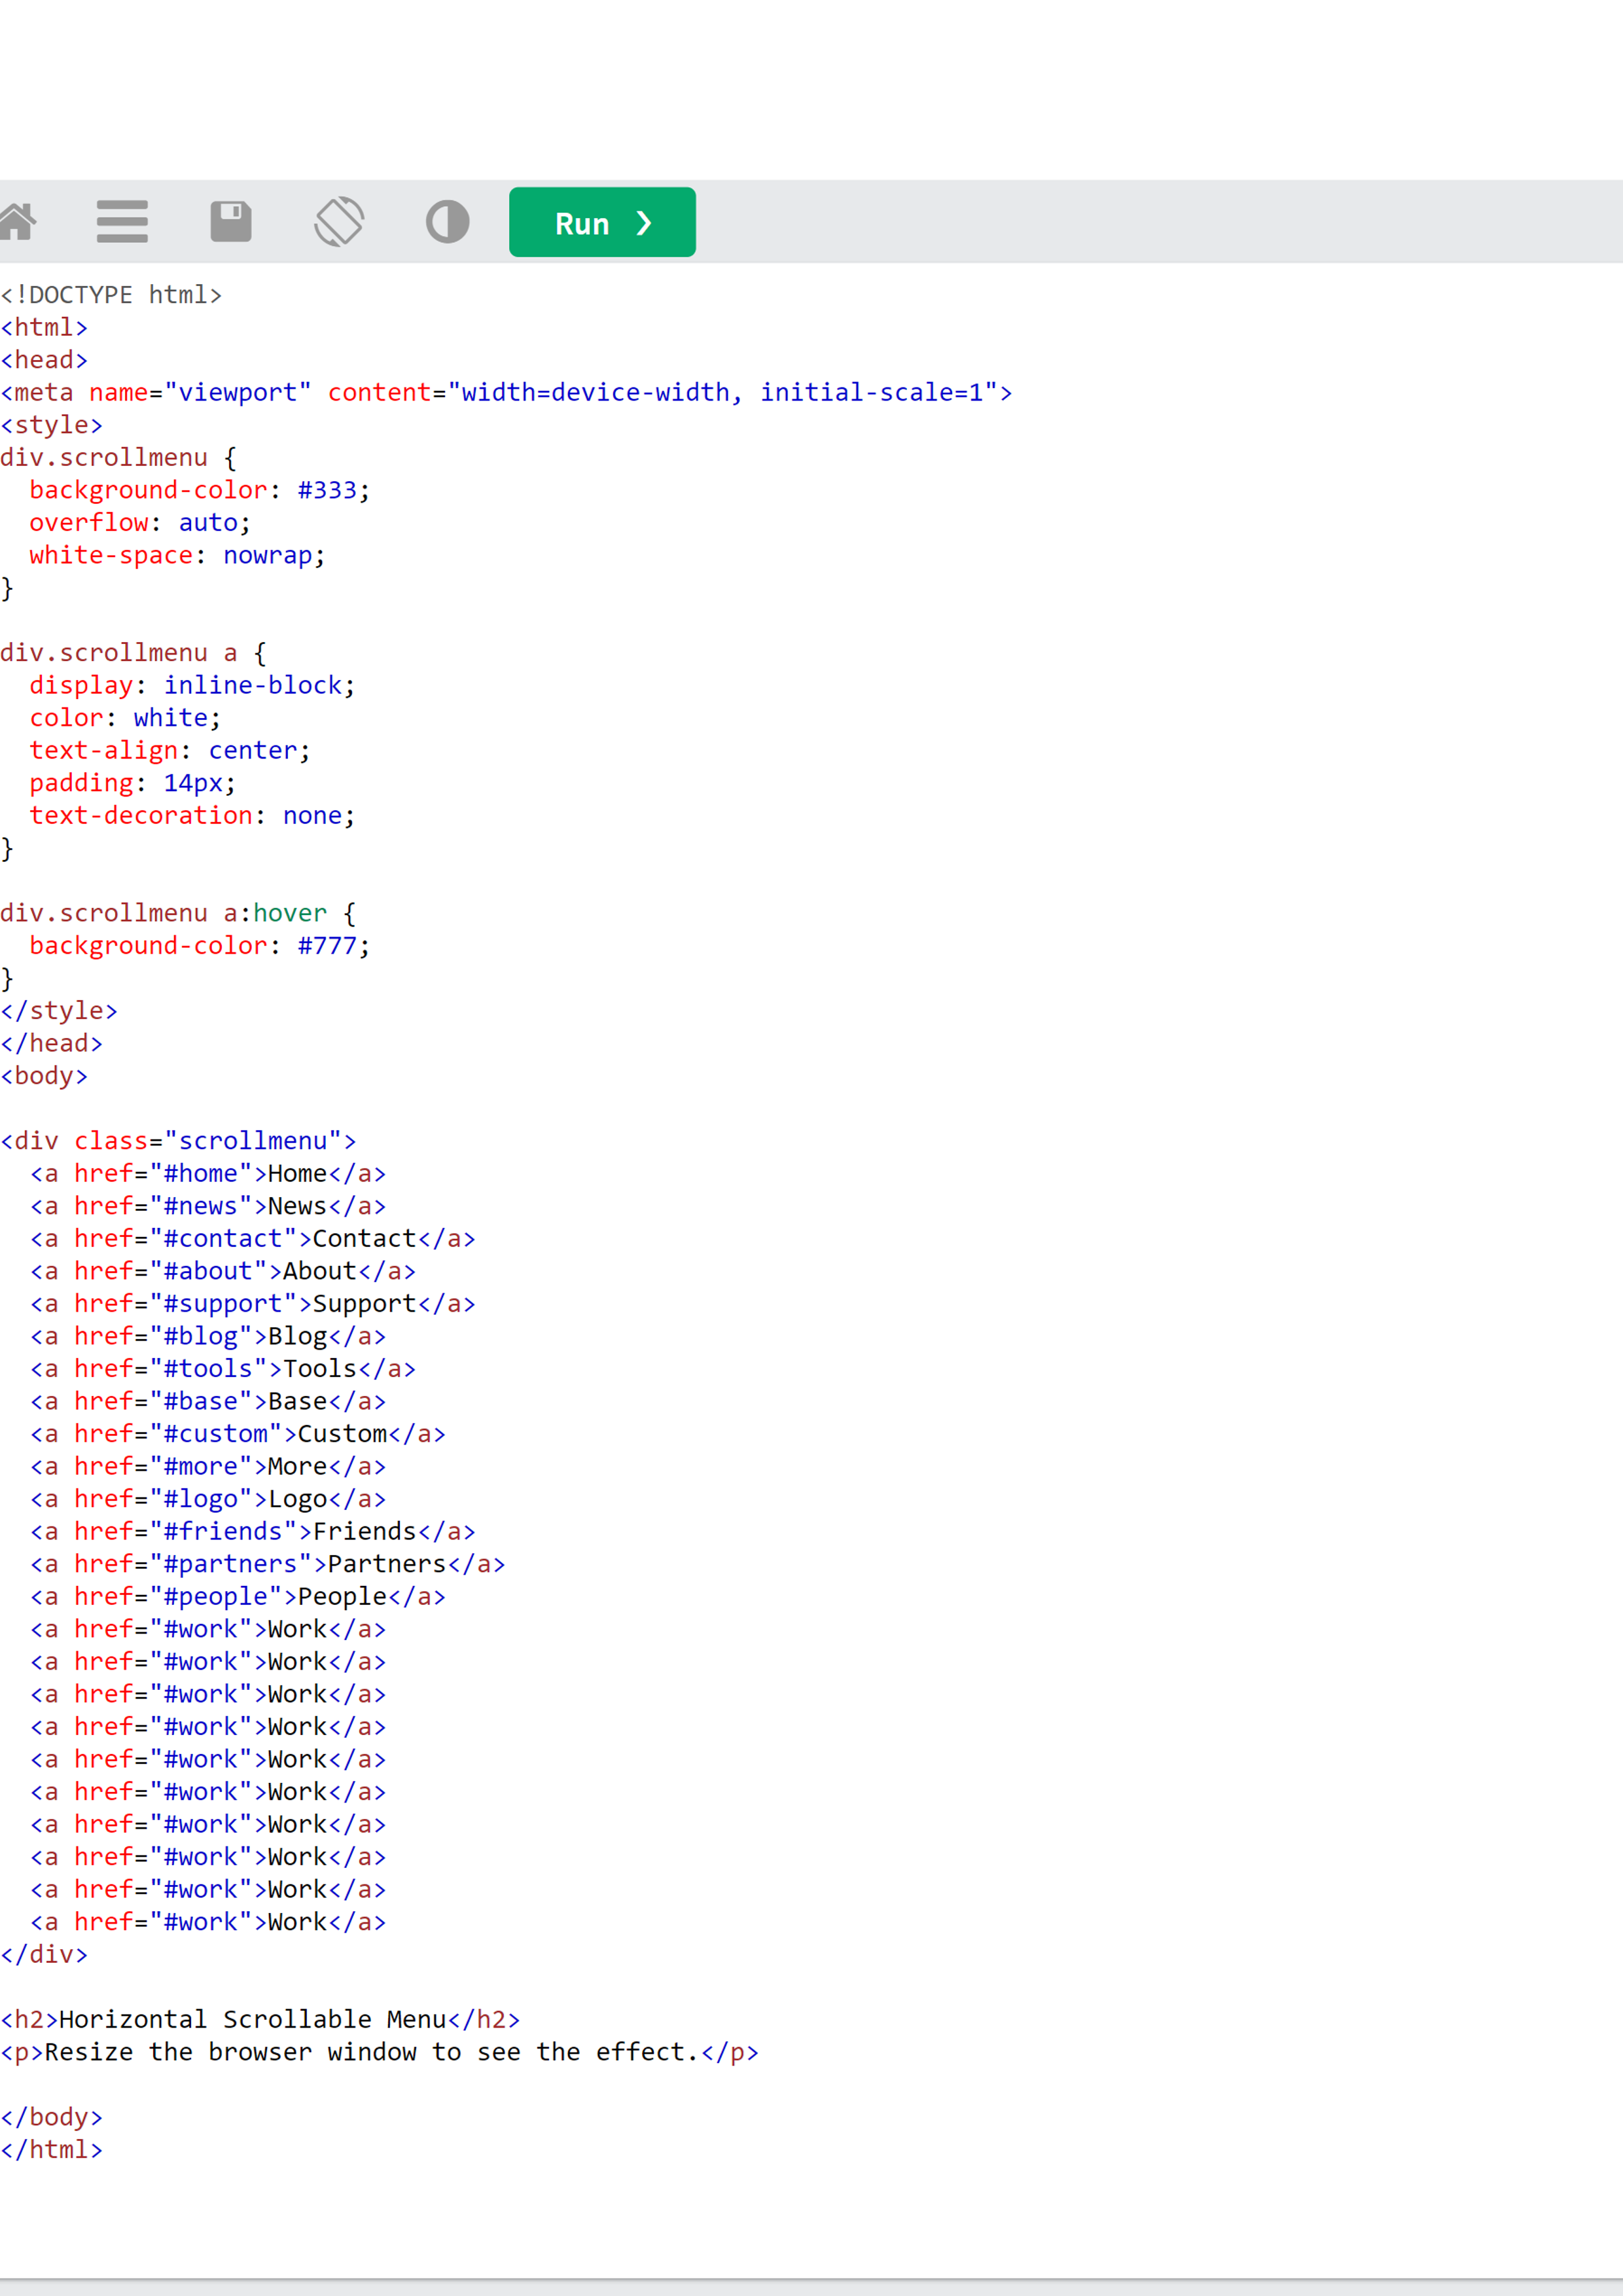 Run ❯
<!DOCTYPE html>
<html>
<head>
<meta name="viewport" content="width=device-width, initial-scale=1">
<style>
div.scrollmenu {
  background-color: #333;
  overflow: auto;
  white-space: nowrap;
}

div.scrollmenu a {
  display: inline-block;
  color: white;
  text-align: center;
  padding: 14px;
  text-decoration: none;
}

div.scrollmenu a:hover {
  background-color: #777;
}
</style>
</head>
<body>

<div class="scrollmenu">
  <a href="#home">Home</a>
  <a href="#news">News</a>
  <a href="#contact">Contact</a>
  <a href="#about">About</a>
  <a href="#support">Support</a>
  <a href="#blog">Blog</a>
  <a href="#tools">Tools</a>
  <a href="#base">Base</a>
  <a href="#custom">Custom</a>
  <a href="#more">More</a>
  <a href="#logo">Logo</a>
  <a href="#friends">Friends</a>
  <a href="#partners">Partners</a>
  <a href="#people">People</a>
  <a href="#work">Work</a>
  <a href="#work">Work</a>
  <a href="#work">Work</a>
  <a href="#work">Work</a>
  <a href="#work">Work</a>
  <a href="#work">Work</a>
  <a href="#work">Work</a>
  <a href="#work">Work</a>
  <a href="#work">Work</a>
  <a href="#work">Work</a>
</div>

<h2>Horizontal Scrollable Menu</h2>
<p>Resize the browser window to see the effect.</p>

</body>
</html>